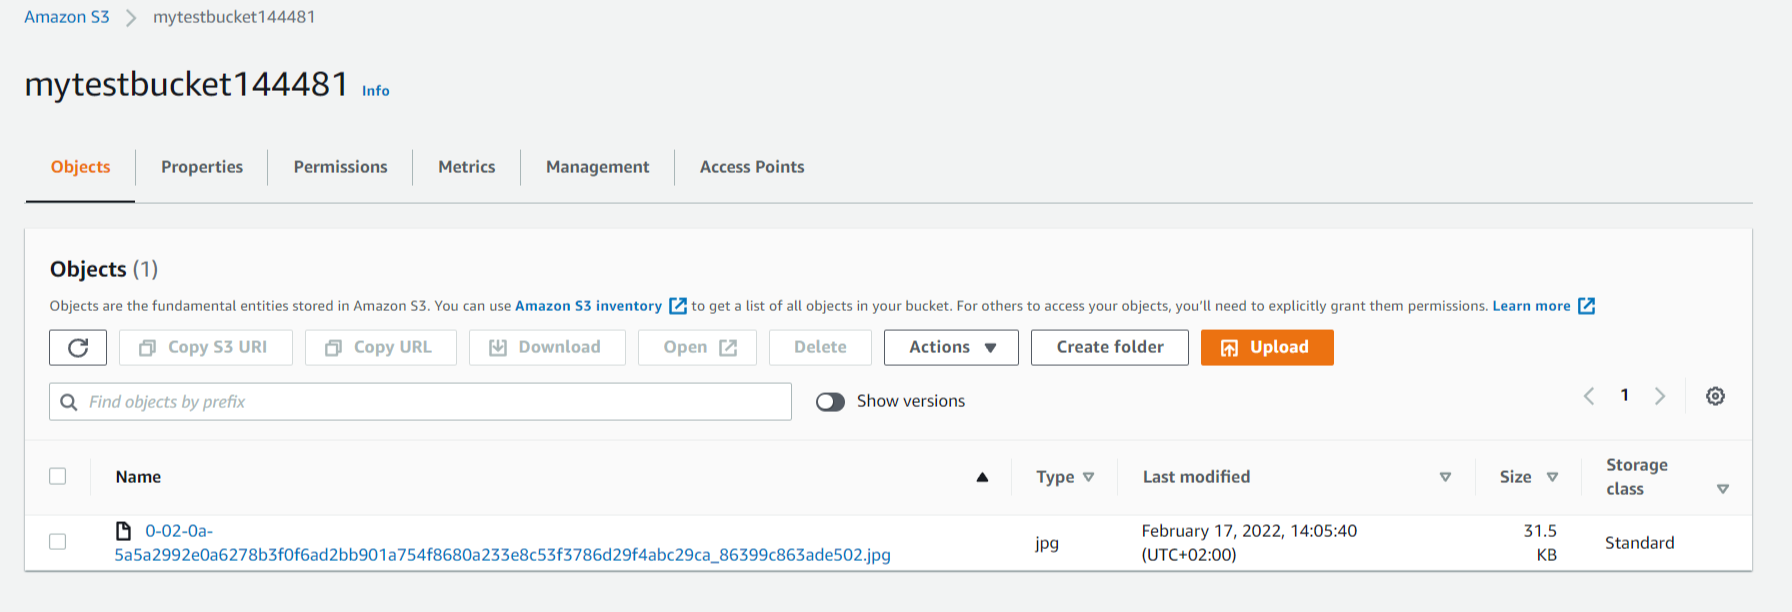 Amazon S3 > mytestbucket144481
mytestbucket144481 Info
Objects Properties Permissions Metrics Management Access Points
Objects (1)
Objects are the fundamental entities stored in Amazon S3. You can use Amazon S3 inventory to get a list of all objects in your bucket. For others to access your objects, you’ll need to explicitly grant them permissions. Learn more
Copy S3 URI Copy URL Download Open Delete Actions Create folder Upload
Find objects by prefix Show versions 1
Name Type Last modified Size Storage
class
0-02-0a- February 17, 2022, 14:05:40 31.5
5a5a2992e0a6278b3f0f6ad2bb901a754f8680a233e8c53f3786d29f4abc29ca_86399c863ade502.jpg jpg (UTC+02:00) KB Standard